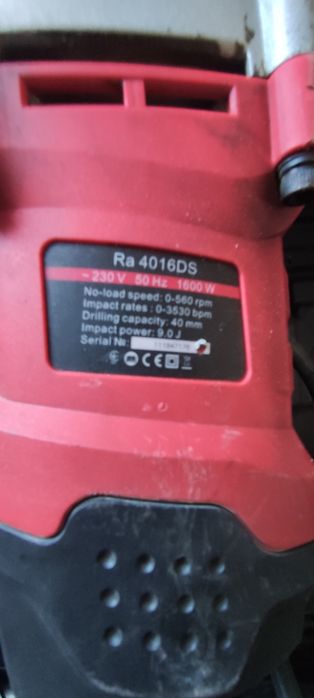 Ra 4016DS
~ 230 V 50 Hz 1600 W
No-load speed: 0-560 rpm
Impact rates : 0-3530 bpm
Drilling capacity: 40 mm
Impact power: 9.0 J
Serial №:
CE